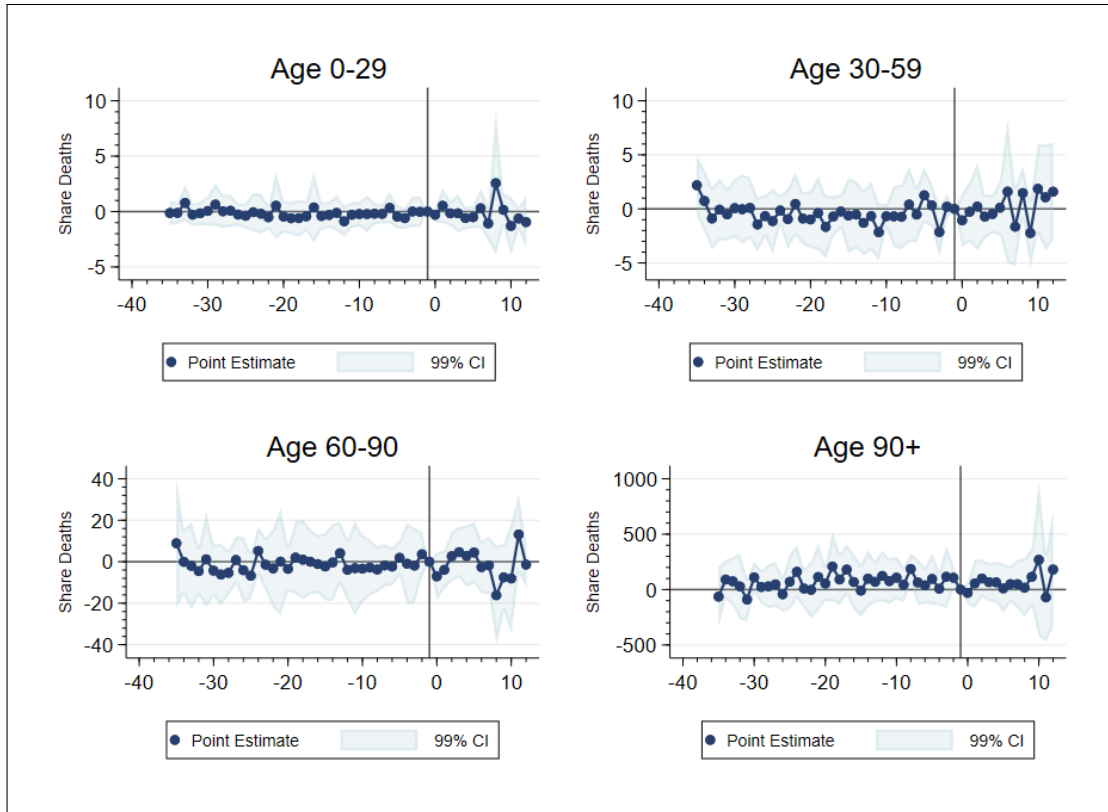 Age 0-29
Share Deaths
10
5
0
-5
-40 -30 -20 -10 0 10
Point Estimate 99% CI
Age 30-59
Share Deaths
10
5
0
-5
-40 -30 -20 -10 0 10
Point Estimate 99% CI
Age 60-90
Share Deaths
40
20
0
-20
-40
-40 -30 -20 -10 0 10
Point Estimate 99% CI
Age 90+
Share Deaths
1000
500
0
-500
-40 -30 -20 -10 0 10
Point Estimate 99% CI